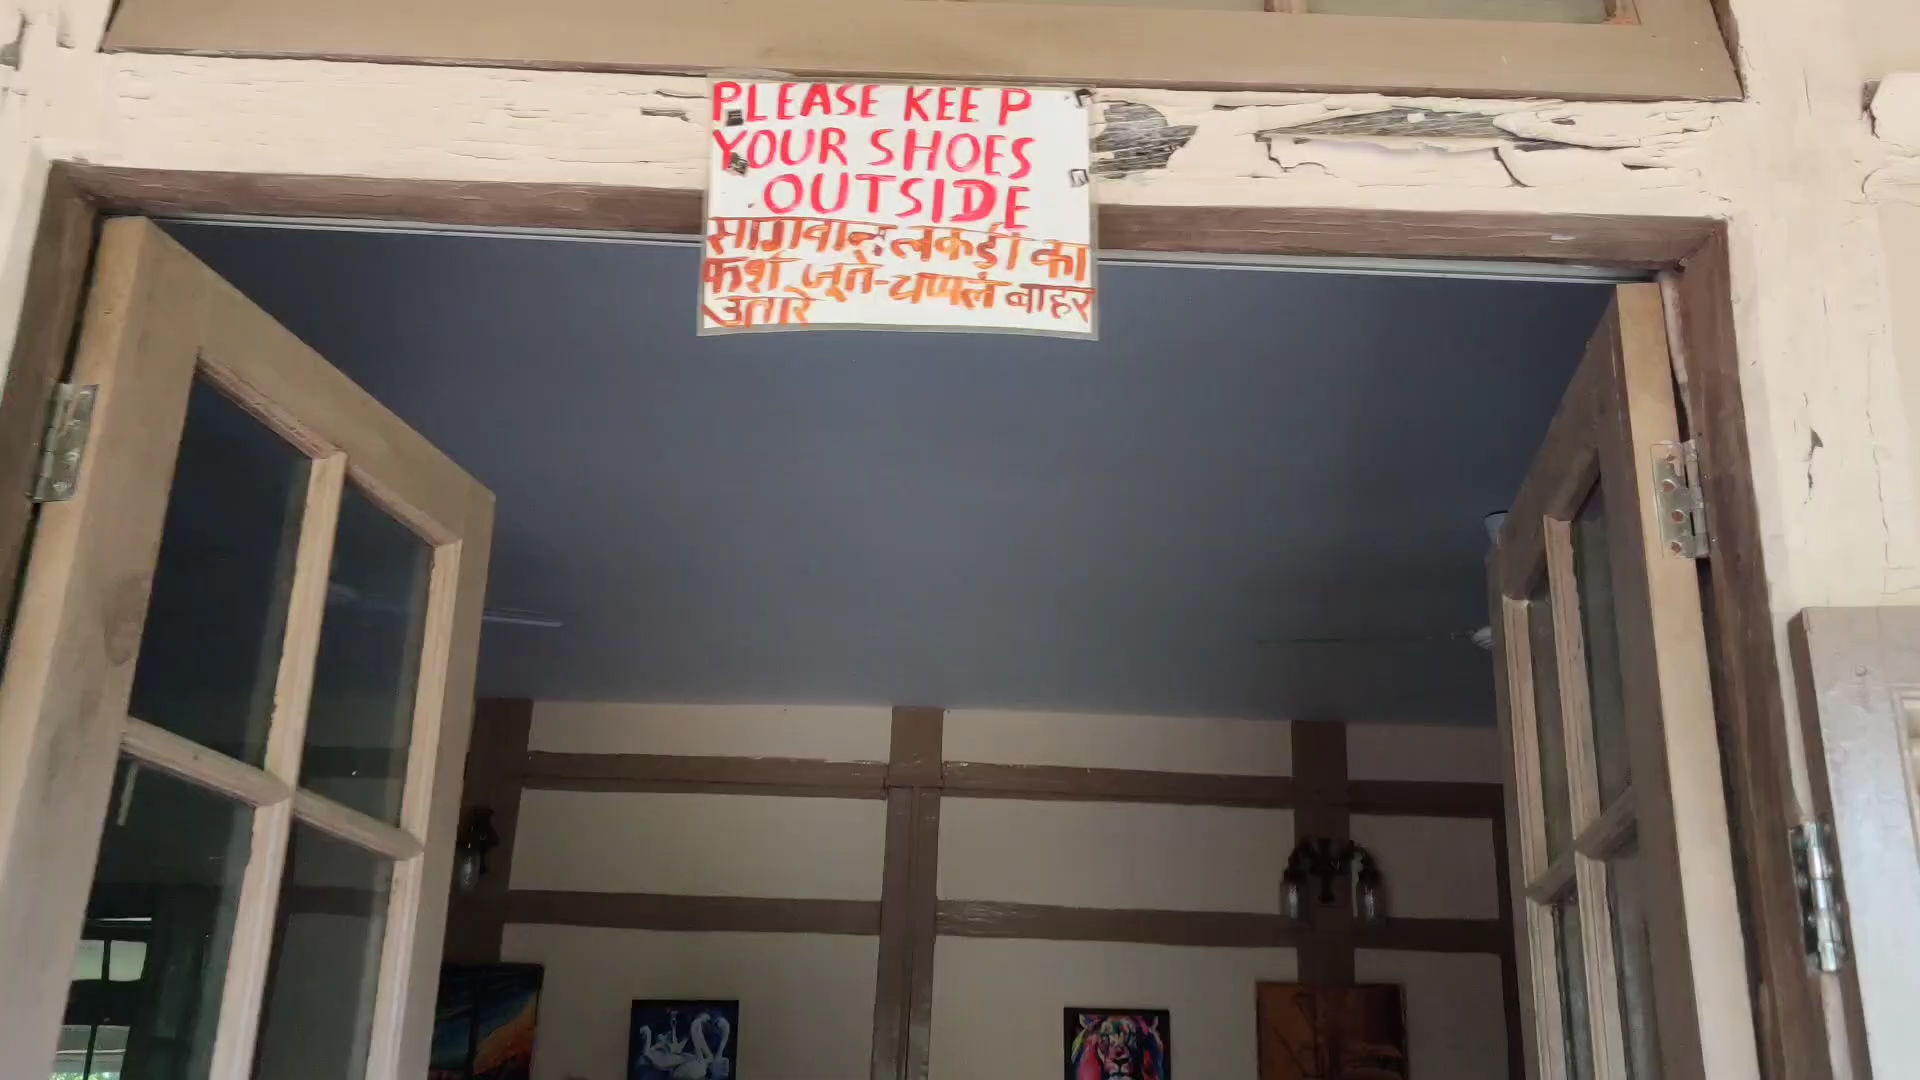 PLEASE KEEP
YOUR SHOES
OUTSIDE
सागवान लकड़ी का
फर्श जूते-चप्पल बाहर
उतारे